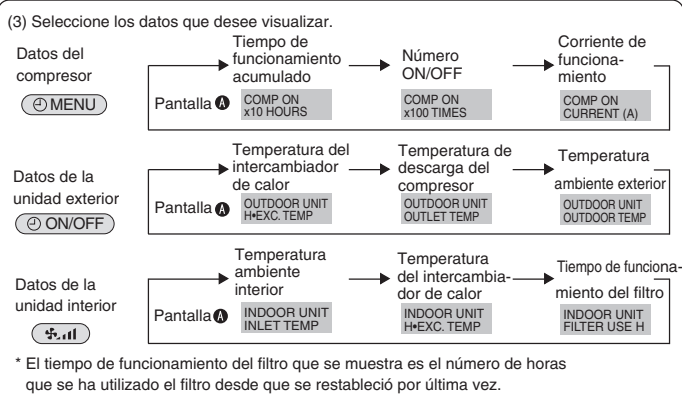 (3) Seleccione los datos que desee visualizar.
Datos del
compresor
MENU
Pantalla A
Tiempo de
funcionamiento
acumulado
COMP ON
x10 HOURS
Número
ON/OFF
COMP ON
x100 TIMES
Corriente de
funciona-
miento
COMP ON
CURRENT (A)
Datos de la
unidad exterior
ON/OFF
Pantalla A
Temperatura del
intercambiador
de calor
OUTDOOR UNIT
H•EXC. TEMP
Temperatura de
descarga del
compresor
OUTDOOR UNIT
OUTLET TEMP
Temperatura
ambiente exterior
OUTDOOR UNIT
OUTDOOR TEMP
Datos de la
unidad interior
Pantalla A
Temperatura
ambiente
interior
INDOOR UNIT
INLET TEMP
Temperatura
del intercambia-
dor de calor
INDOOR UNIT
H•EXC. TEMP
Tiempo de funciona-
miento del filtro
INDOOR UNIT
FILTER USE H
* El tiempo de funcionamiento del filtro que se muestra es el número de horas
que se ha utilizado el filtro desde que se restableció por última vez.